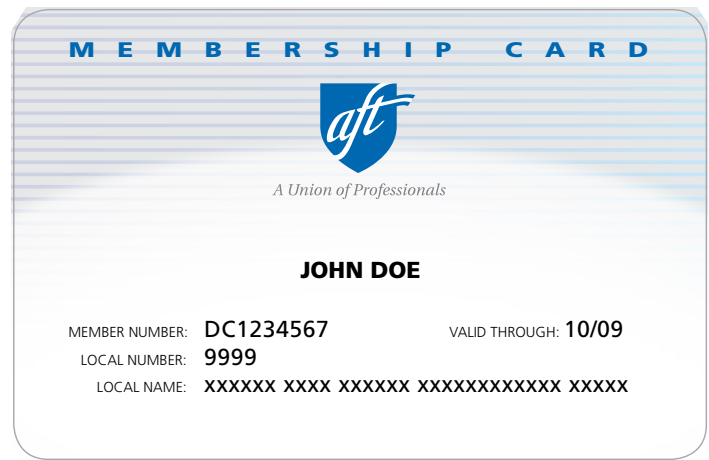 MEMBERSHIP CARD
aft
A Union of Professionals
JOHN DOE
MEMBER NUMBER: DC1234567 VALID THROUGH: 10/09
LOCAL NUMBER: 9999
LOCAL NAME: XXXXXX XXXX XXXXXX XXXXXXXXXXXX XXXXX